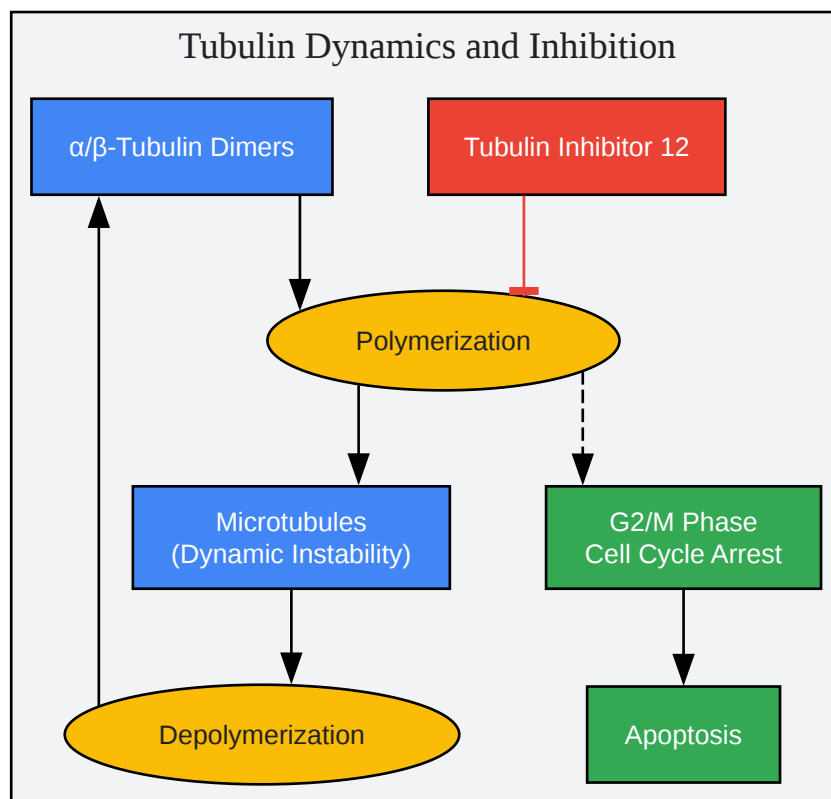 Tubulin Dynamics and Inhibition
α/β-Tubulin Dimers
Tubulin Inhibitor 12
Polymerization
Microtubules
(Dynamic Instability)
G2/M Phase
Cell Cycle Arrest
Depolymerization
Apoptosis